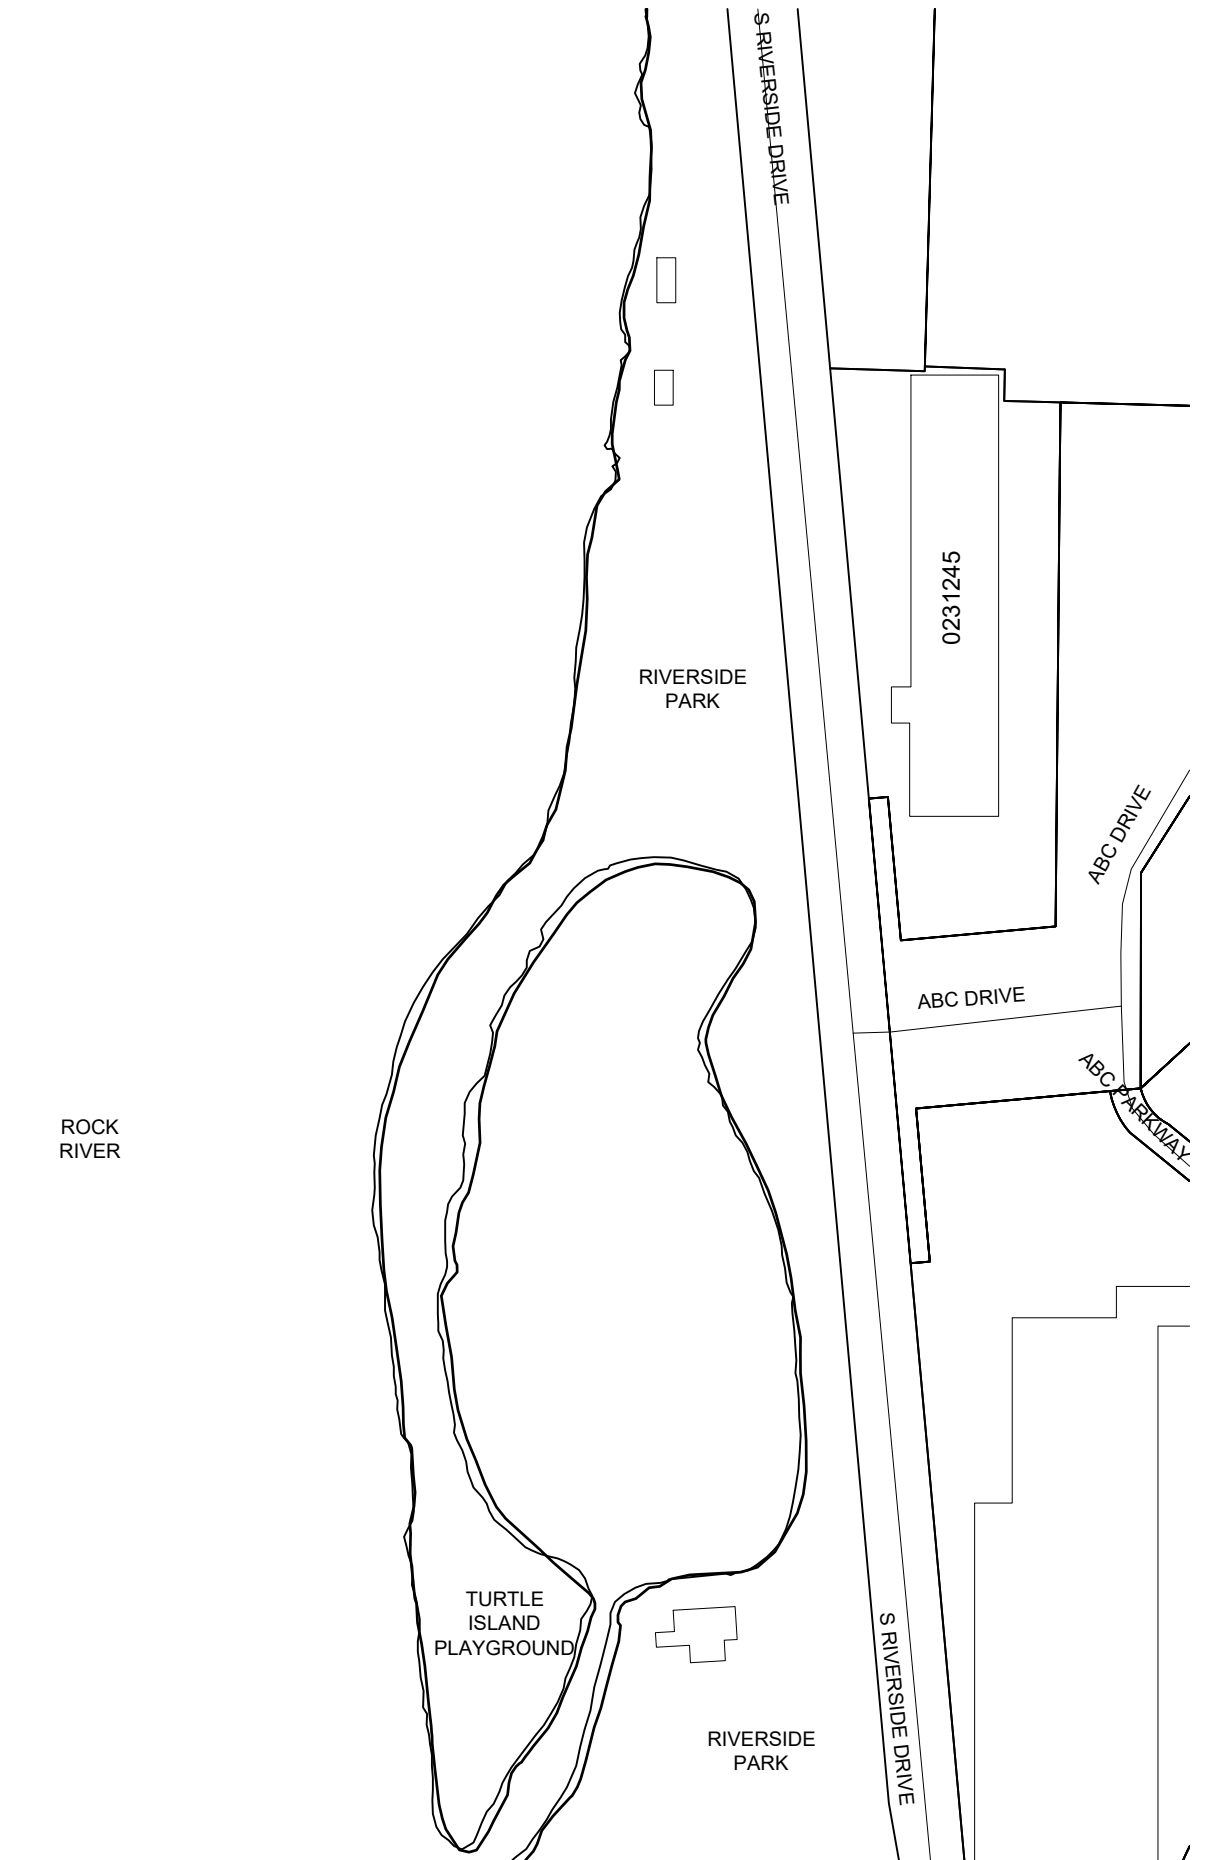 S RIVERSIDE DRIVE
0231245
RIVERSIDE
PARK
ABC DRIVE
ABC DRIVE
ABC PARKWAY
ROCK
RIVER
TURTLE
ISLAND
PLAYGROUND
S RIVERSIDE DRIVE
RIVERSIDE
PARK